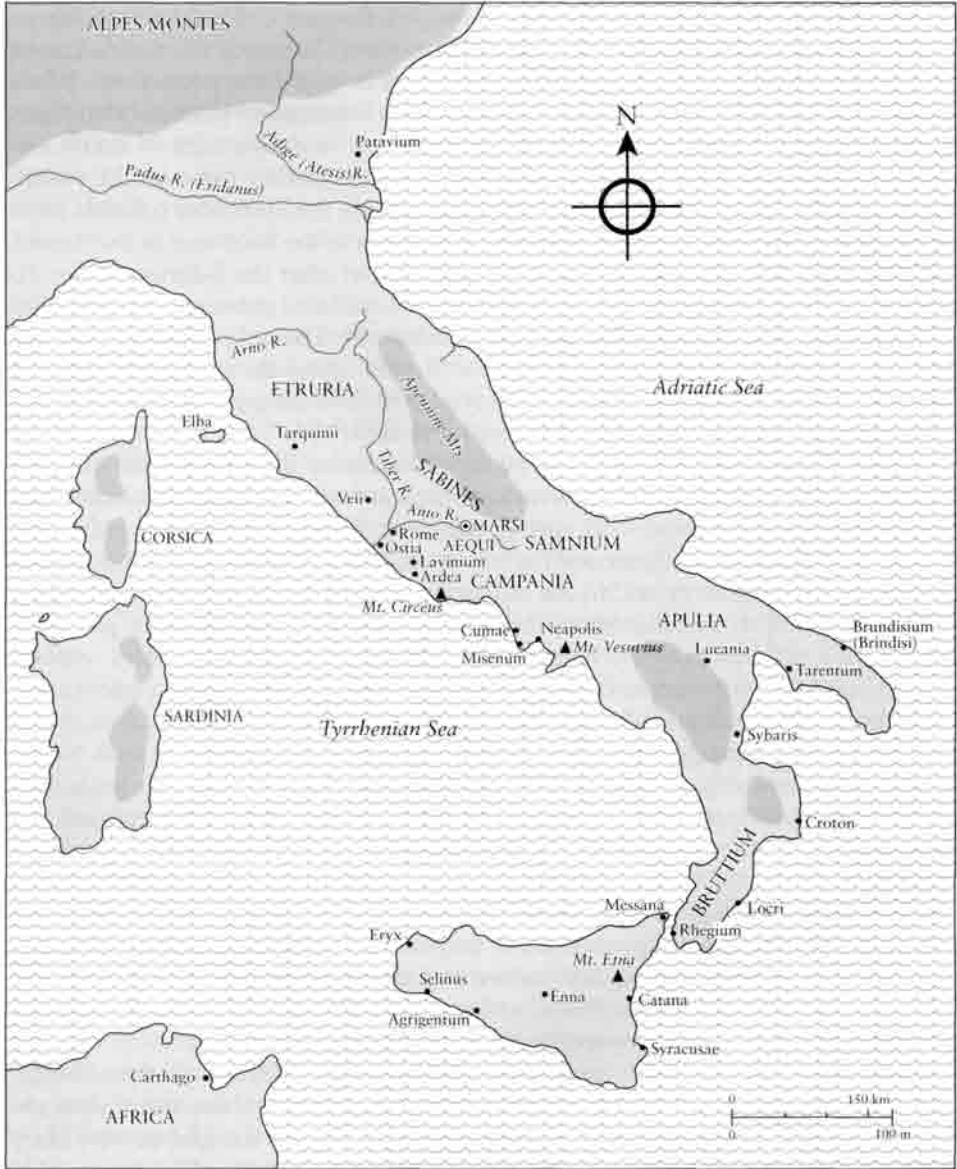 ALPES MONTES
Patavium
Adige (Atesis) R.
Padus R. (Eridanus)
N
Arno R.
ETRURIA
Adriatic Sea
Elba
Apennine Mts
Tarqumii
Tiber R.
SABINES
Veii
Anio R.
MARSI
CORSICA
Rome
AEQUI
SAMNIUM
Ostia
Lavinium
Ardea
CAMPANIA
Mt. Circeus
APULIA
Cumae
Neapolis
Brundisium
(Brindisi)
Misenum
Mt. Vesuvius
Lucania
Tarentum
SARDINIA
Tyrrhenian Sea
Sybaris
Croton
BRUTTIUM
Messana
Locri
Rhegium
Eryx
Mt. Etna
Selinus
Enna
Catana
Agrigentum
Syracusae
Carthago
AFRICA
0 150 km
0 100 m